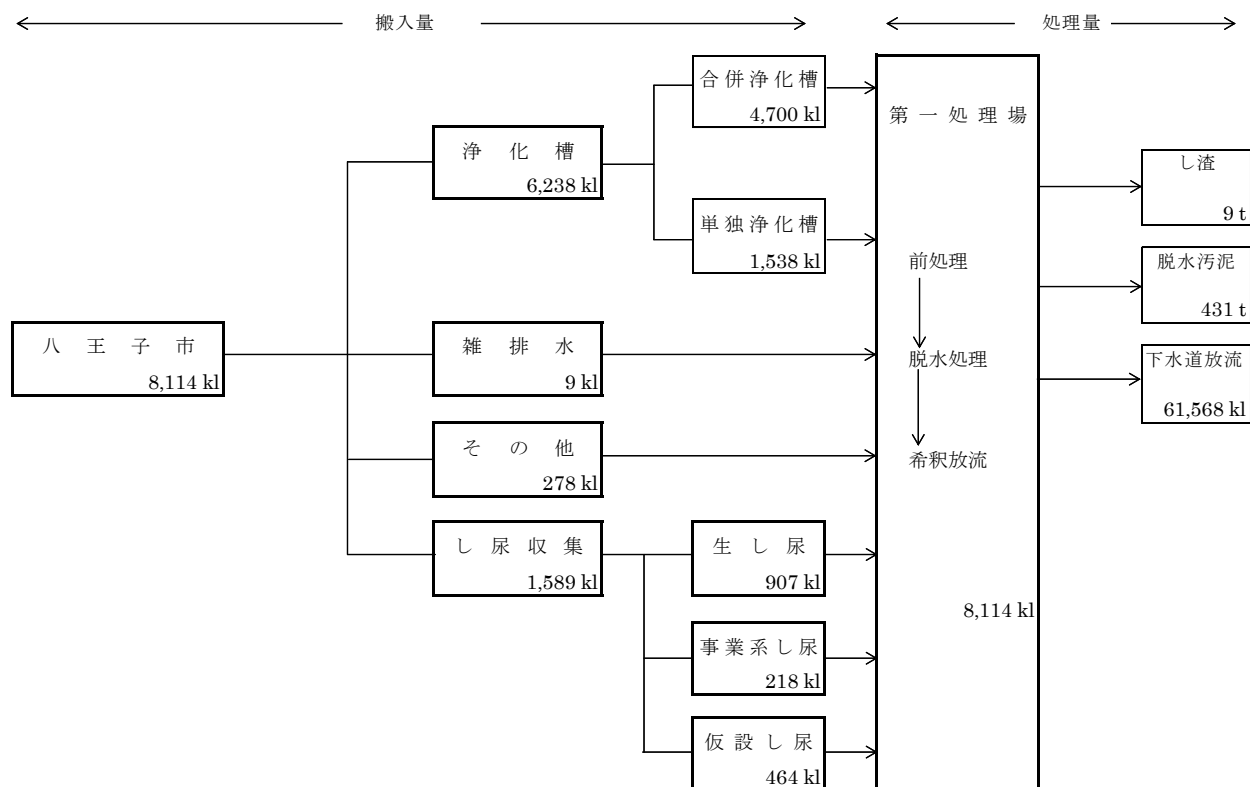 搬入量
処理量
合併浄化槽
4,700 kl
第一処理場
浄化槽
6,238 kl
し渣
9 t
単独浄化槽
1,538 kl
前処理
脱水汚泥
431 t
八王子市
8,114 kl
雑排水
9 kl
脱水処理
下水道放流
61,568 kl
その他
278 kl
希釈放流
し尿収集
1,589 kl
生し尿
907 kl
8,114 kl
事業系し尿
218 kl
仮設し尿
464 kl